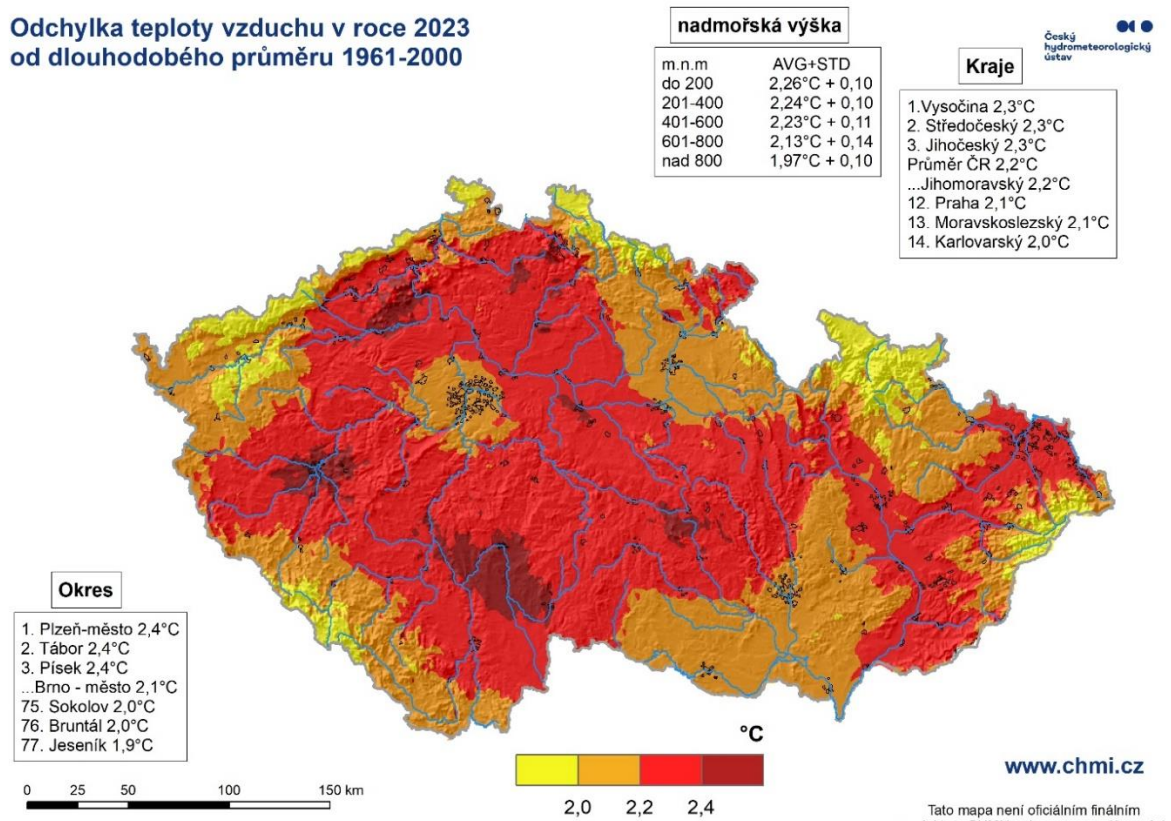 Odchylka teploty vzduchu v roce 2023
od dlouhodobého průměru 1961-2000
nadmořská výška
m.n.m AVG+STD
do 200 2,26°C + 0,10
201-400 2,24°C + 0,10
401-600 2,23°C + 0,11
601-800 2,13°C + 0,14
nad 800 1,97°C + 0,10
Český
hydrometeorologický
ústav
Kraje
1.Vysočina 2,3°C
2. Středočeský 2,3°C
3. Jihočeský 2,3°C
Průměr ČR 2,2°C
...Jihomoravský 2,2°C
12. Praha 2,1°C
13. Moravskoslezský 2,1°C
14. Karlovarský 2,0°C
Okres
1. Plzeň-město 2,4°C
2. Tábor 2,4°C
3. Písek 2,4°C
...Brno - město 2,1°C
75. Sokolov 2,0°C
76. Bruntál 2,0°C
77. Jeseník 1,9°C
0 25 50 100 150 km
°C
2,0 2,2 2,4
www.chmi.cz
Tato mapa není oficiálním finálním